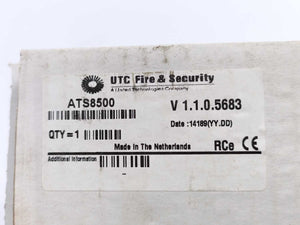 UTC Fire & Security
A United Technologies Company
ATS8500
V 1.1.0.5683
Date :14189(YY.DD)
QTY = 1
Made in The Netherlands
RCe CE
Additional Information